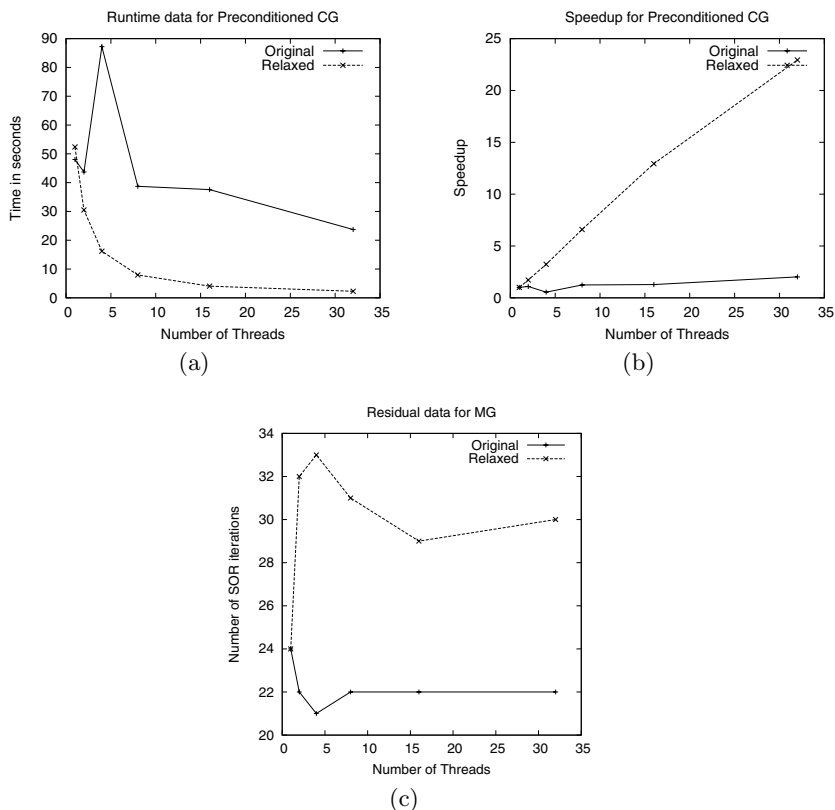 Runtime data for Preconditioned CG
Original
Relaxed
90
80
70
60
50
40
30
20
10
0
Time in seconds
0 5 10 15 20 25 30 35
Number of Threads
(a)
Speedup for Preconditioned CG
Original
Relaxed
25
20
15
10
5
0
Speedup
0 5 10 15 20 25 30 35
Number of Threads
(b)
Residual data for MG
Original
Relaxed
34
32
30
28
26
24
22
20
Number of SOR iterations
0 5 10 15 20 25 30 35
Number of Threads
(c)